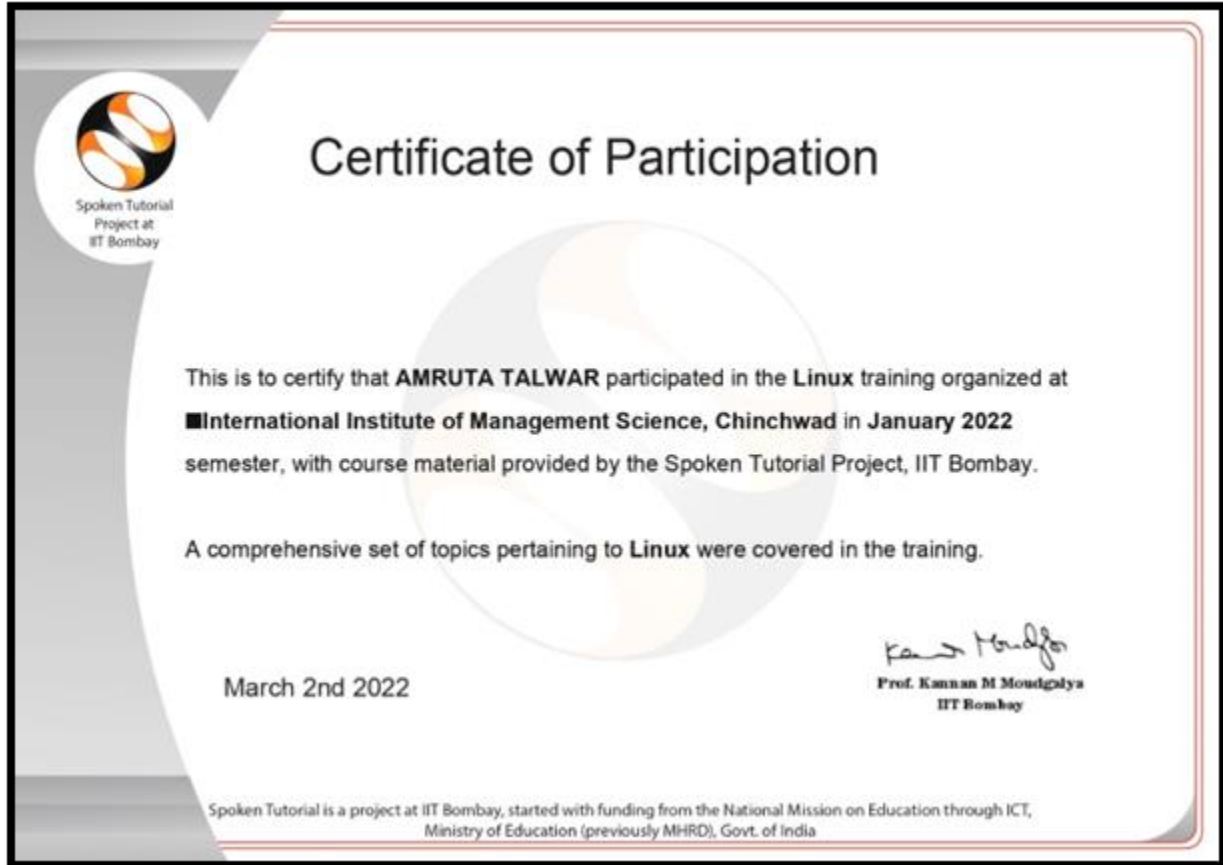 Spoken Tutorial
Project at
IIT Bombay
Certificate of Participation
This is to certify that AMRUTA TALWAR participated in the Linux training organized at
■International Institute of Management Science, Chinchwad in January 2022
semester, with course material provided by the Spoken Tutorial Project, IIT Bombay.
A comprehensive set of topics pertaining to Linux were covered in the training.
March 2nd 2022
Prof. Kannan M Moudgalya
IIT Bombay
Spoken Tutorial is a project at IIT Bombay, started with funding from the National Mission on Education through ICT,
Ministry of Education (previously MHRD), Govt. of India